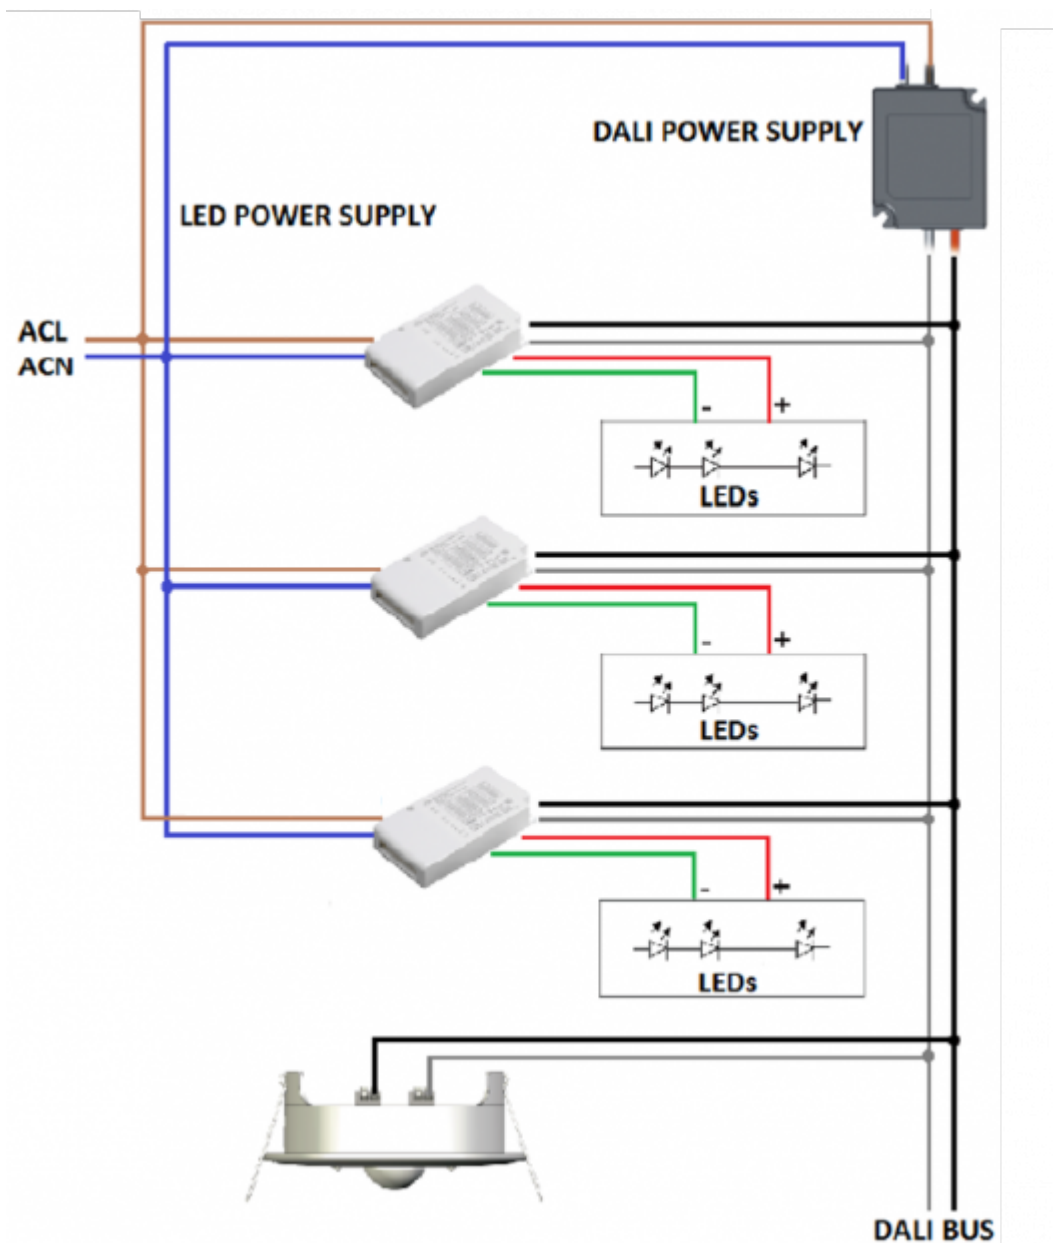 DALI POWER SUPPLY
LED POWER SUPPLY
ACL
ACN
- +
LEDs
- +
LEDs
- +
LEDs
DALI BUS